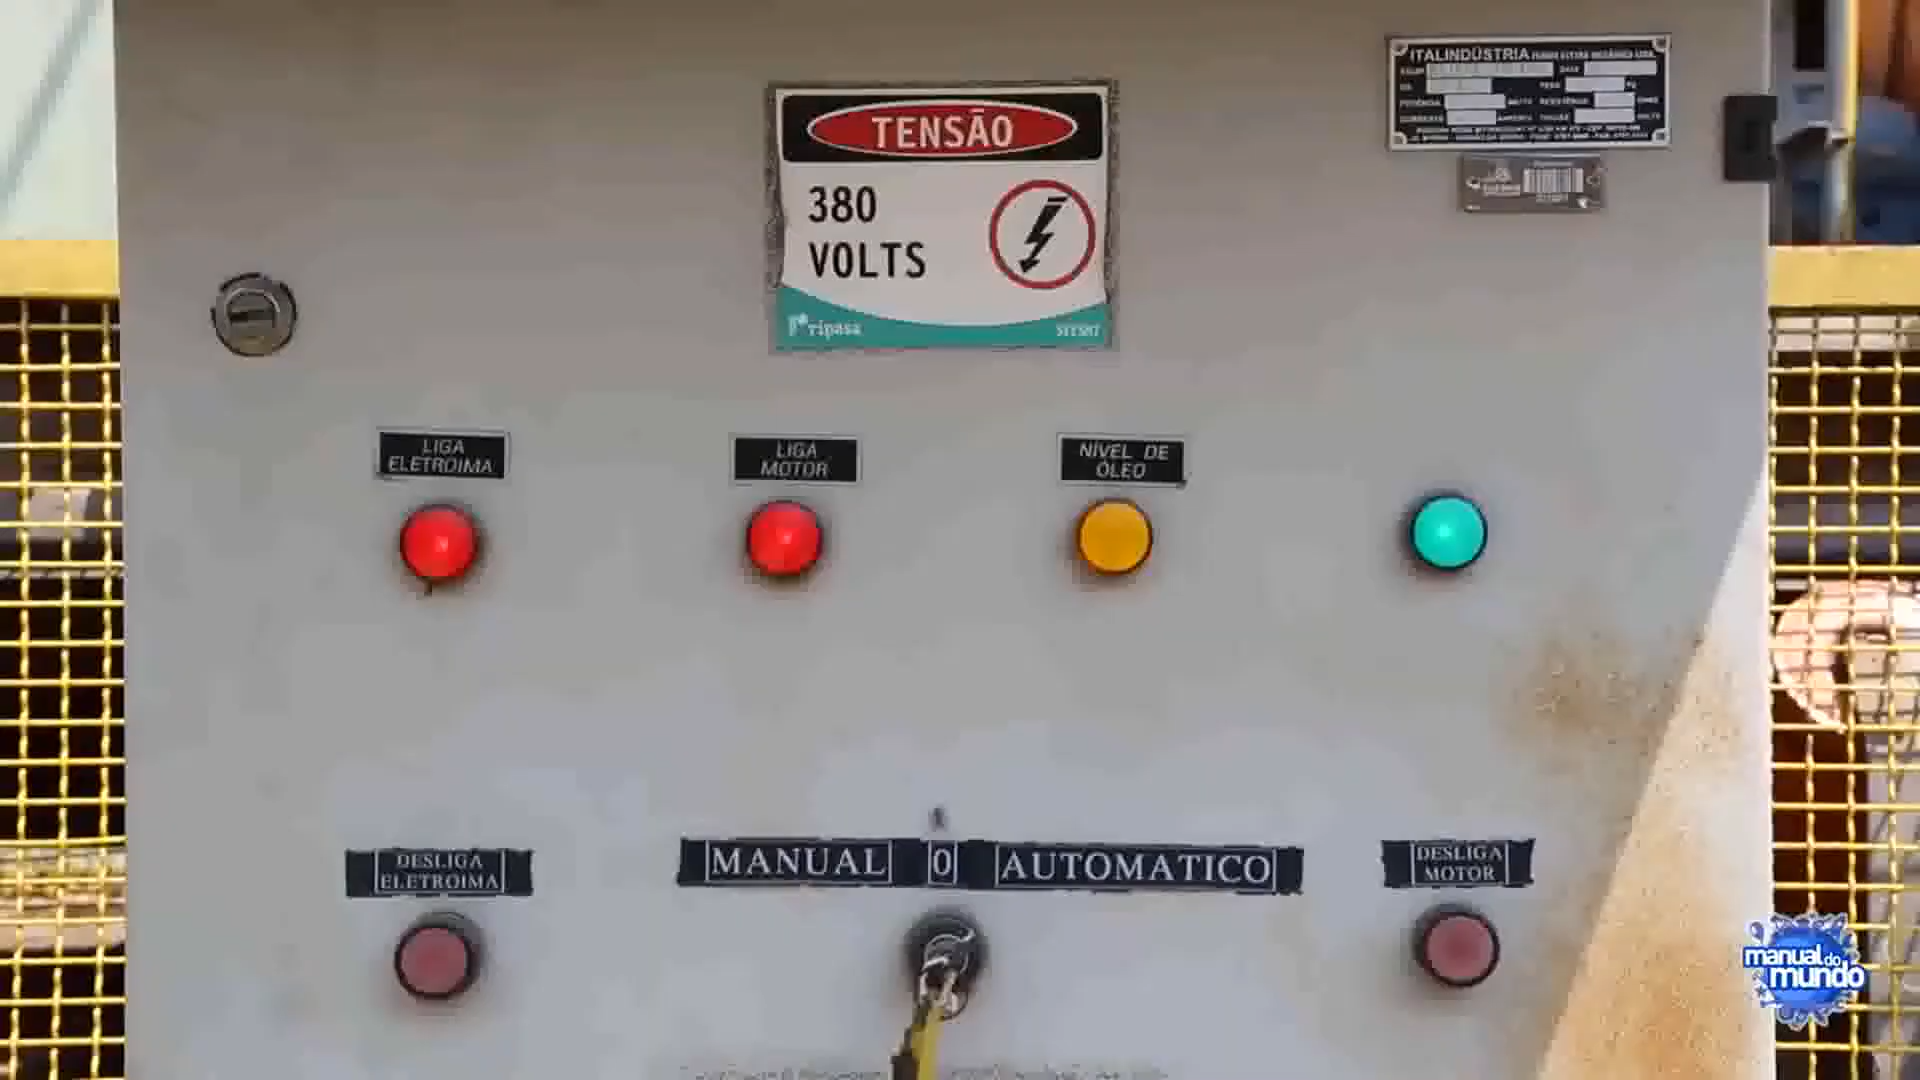 ITALINDÚSTRIA
TENSÃO
380
VOLTS
ripasa
LIGA
ELETROIMA
LIGA
MOTOR
NÍVEL DE
ÓLEO
DESLIGA
ELETROIMA
MANUAL 0 AUTOMATICO
DESLIGA
MOTOR
manual do
mundo